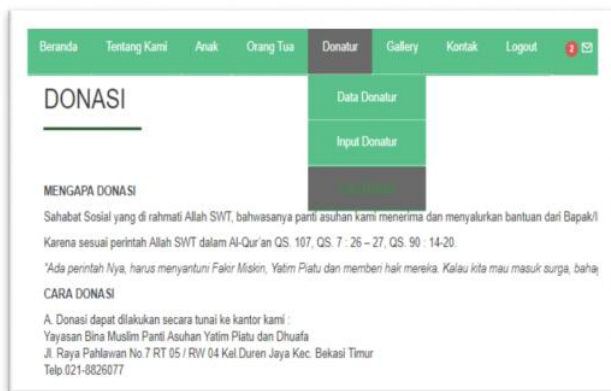 Beranda Tentang Kami Anak Orang Tua Donatur Gallery Kontak Logout 2
DONASI
Data Donatur
Input Donatur
MENGAPA DONASI
Sahabat Sosial yang di rahmati Allah SWT, bahwasanya panti asuhan kami menerima dan menyalurkan bantuan dari Bapak/I
Karena sesuai perintah Allah SWT dalam Al-Qur'an QS. 107, QS. 7 : 26 – 27, QS. 90 : 14-20.
"Ada perintah Nya, harus menyantuni Fakir Miskin, Yatim Piatu dan memberi hak mereka. Kalau kita mau masuk surga, bahag
CARA DONASI
A. Donasi dapat dilakukan secara tunai ke kantor kami :
Yayasan Bina Muslim Panti Asuhan Yatim Piatu dan Dhuafa
Jl. Raya Pahlawan No.7 RT 05 / RW 04 Kel.Duren Jaya Kec. Bekasi Timur
Telp.021-8826077